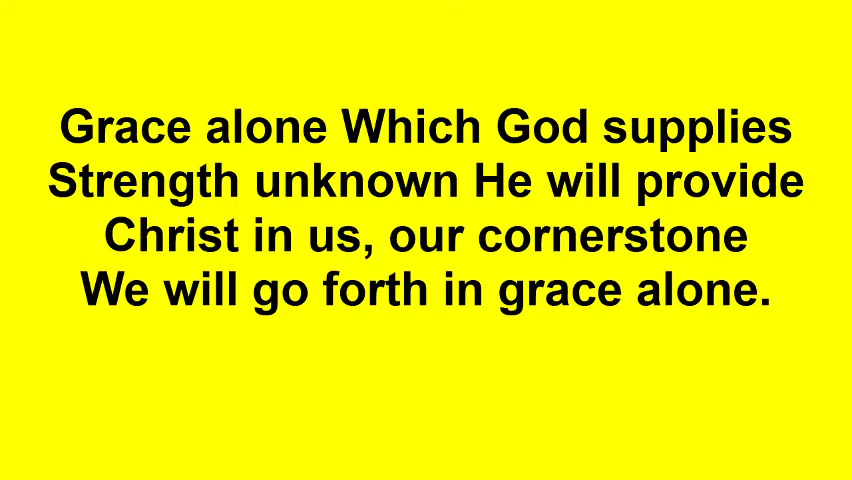 Grace alone Which God supplies
Strength unknown He will provide
Christ in us, our cornerstone
We will go forth in grace alone.